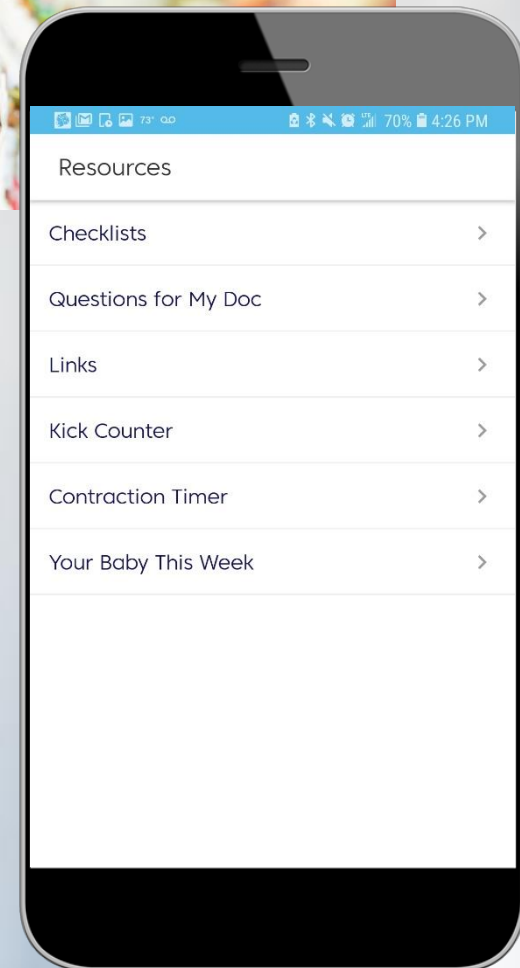 73° 70% 4:26 PM
Resources
Checklists
Questions for My Doc
Links
Kick Counter
Contraction Timer
Your Baby This Week